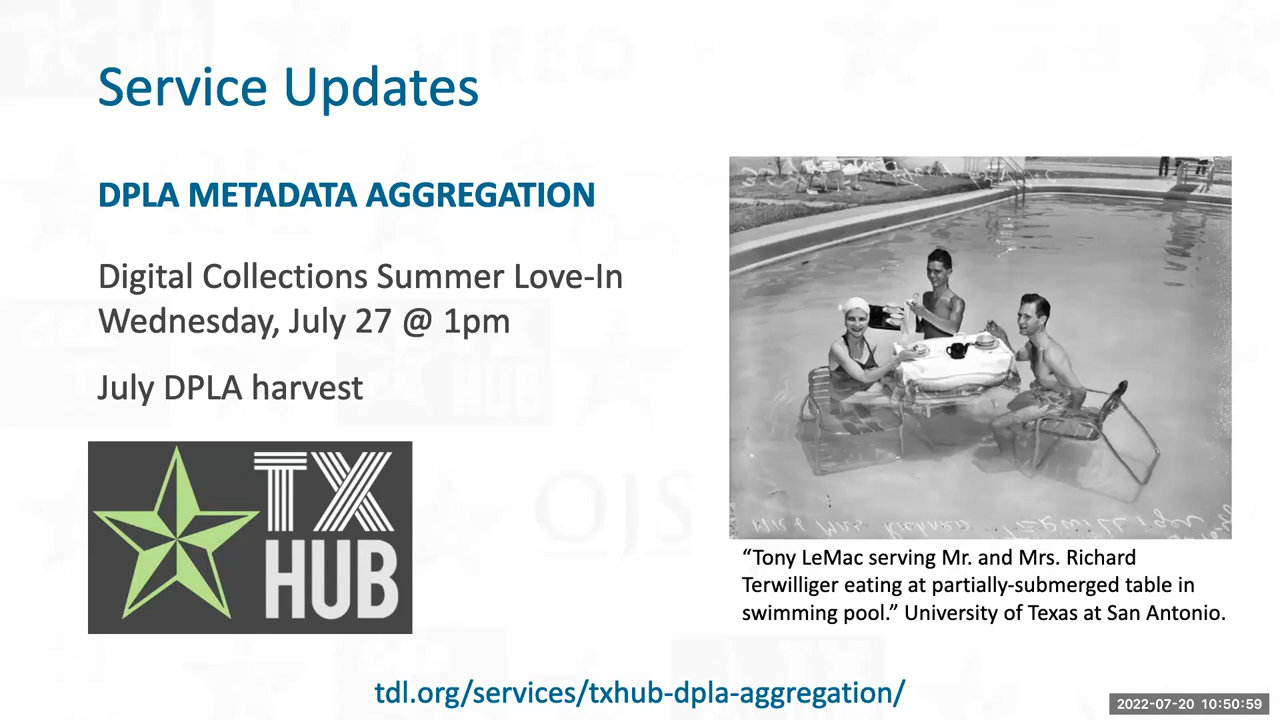 Service Updates
DPLA METADATA AGGREGATION
Digital Collections Summer Love-In
Wednesday, July 27 @ 1pm
July DPLA harvest
TX
HUB
“Tony LeMac serving Mr. and Mrs. Richard
Terwilliger eating at partially-submerged table in
swimming pool.” University of Texas at San Antonio.
OJS
tdl.org/services/txhub-dpla-aggregation/
2022-07-20 10:50:59